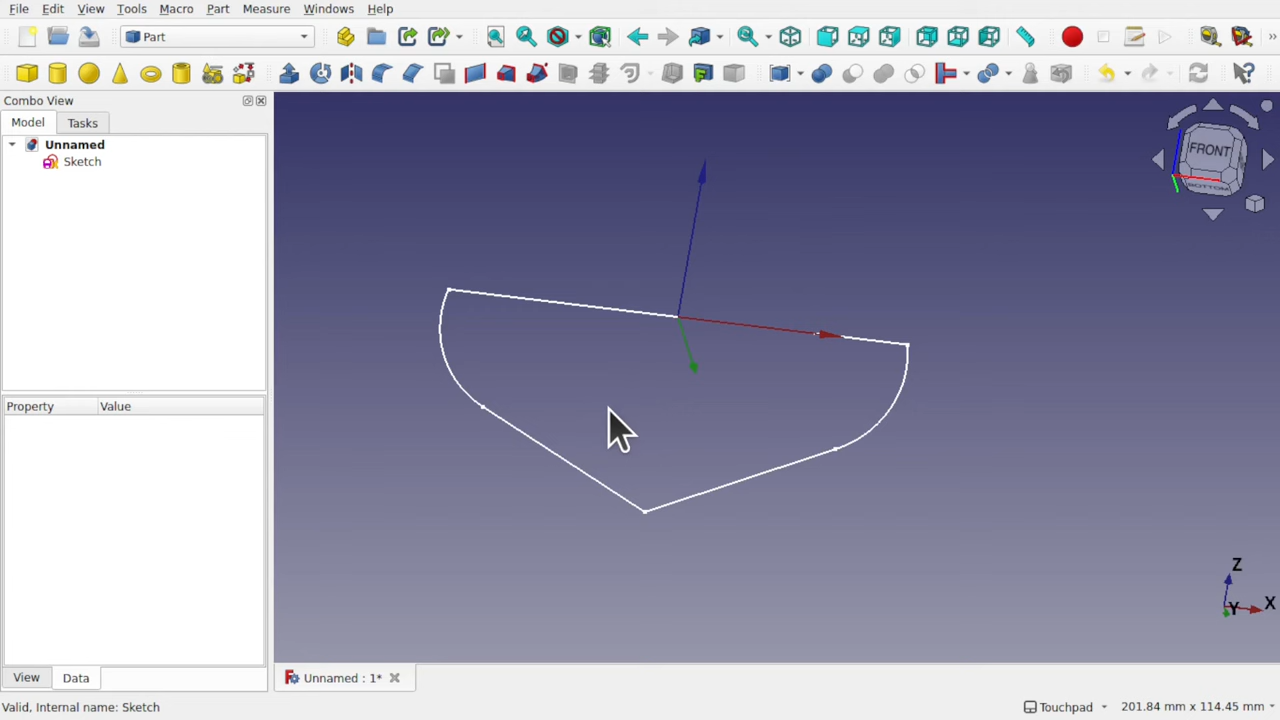 File Edit View Tools Macro Part Measure Windows Help
Part
Combo View
Model Tasks
Unnamed
Sketch
FRONT
BOTTOM
Property Value
Z
Y X
View Data
Unnamed : 1*
Valid, Internal name: Sketch
Touchpad 201.84 mm x 114.45 mm